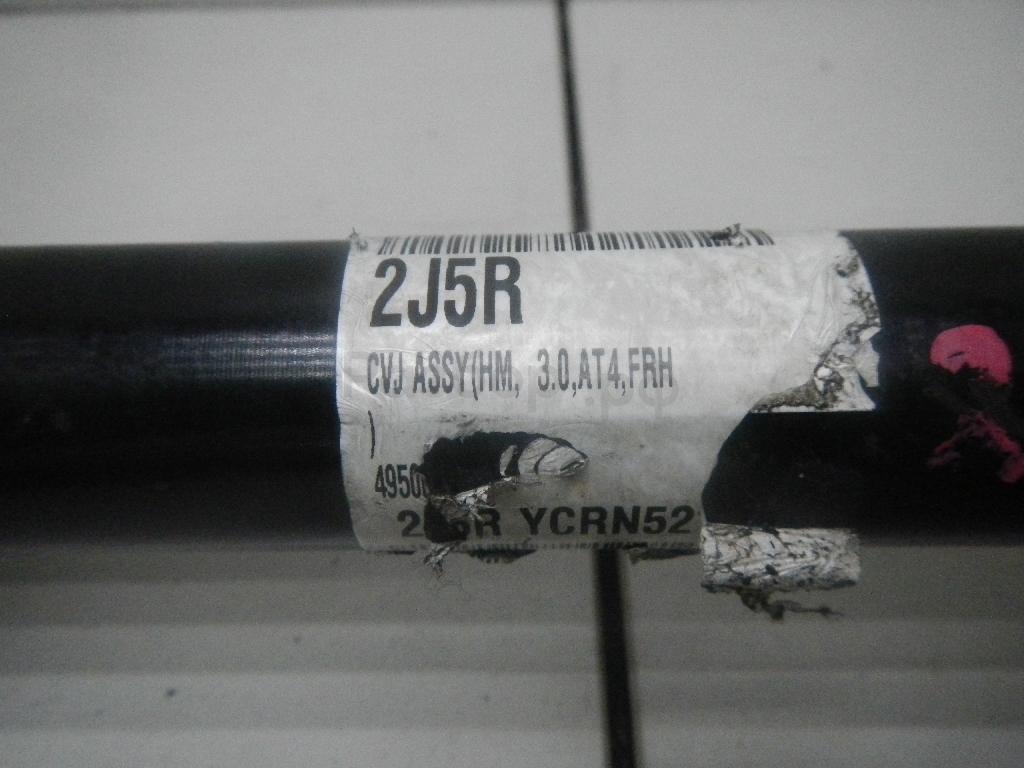 2J5R
CVJ ASSY(HM, 3.0,AT4,FRH
)
YCRN52